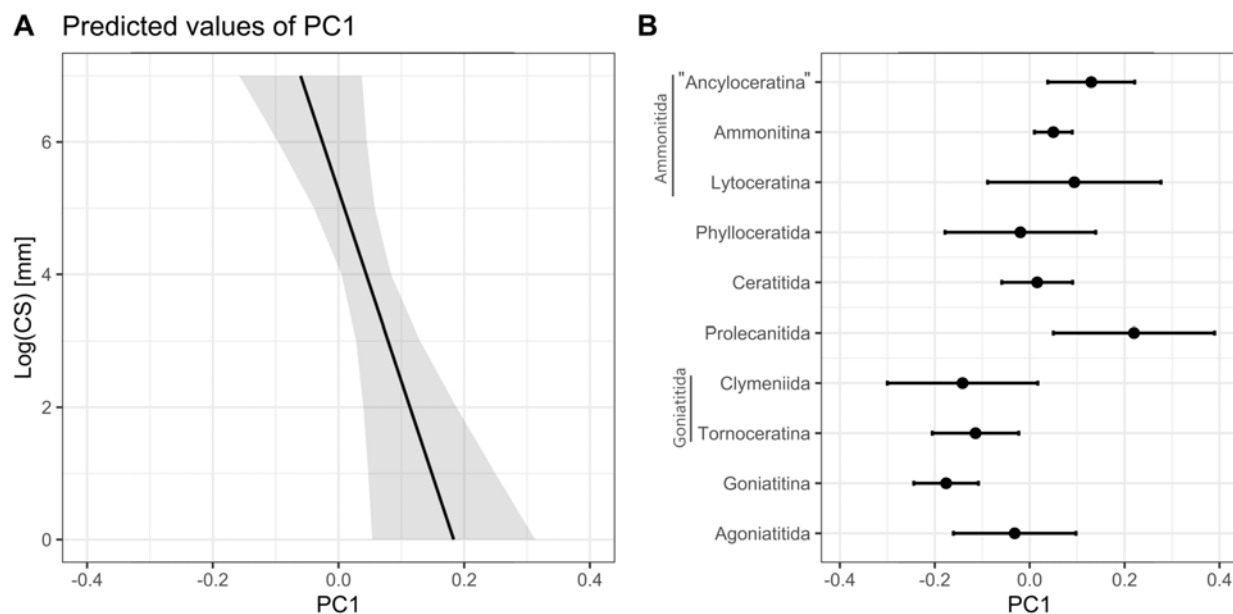 A Predicted values of PC1
Log(CS) [mm]
6
4
2
0
-0.4 -0.2 0.0 0.2 0.4
PC1
B
Ammonitida
"Ancyloceratina"
Ammonitina
Lytoceratina
Phylloceratida
Ceratitida
Prolecanitida
Goniatitida
Clymeniida
Tornoceratina
Goniatitina
Agoniatitida
-0.4 -0.2 0.0 0.2 0.4
PC1